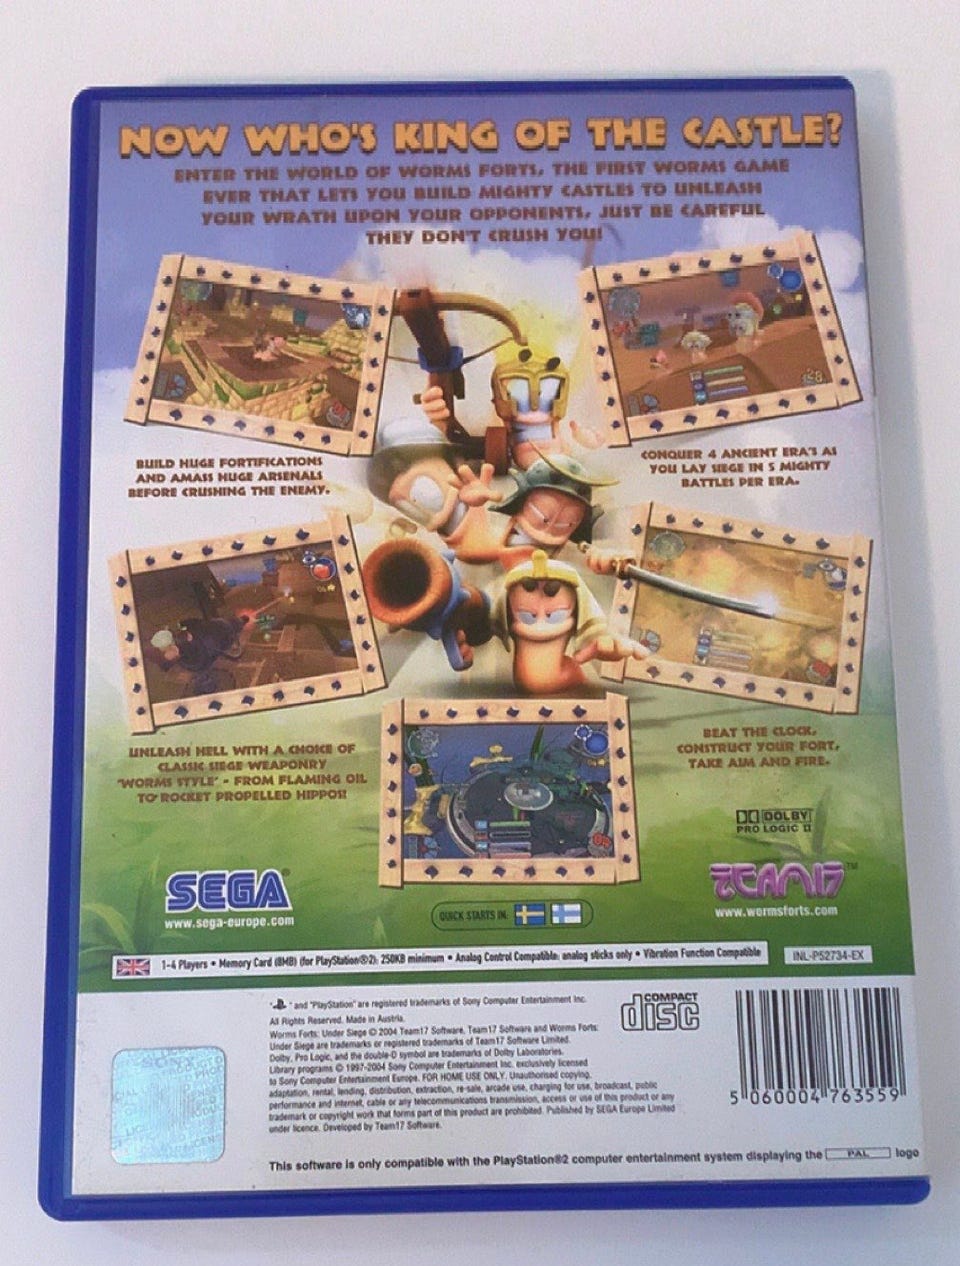 NOW WHO'S KING OF THE CASTLE?
ENTER THE WORLD OF WORMS FORTS, THE FIRST WORMS GAME
EVER THAT LETS YOU BUILD MIGHTY CASTLES TO UNLEASH
YOUR WRATH UPON YOUR OPPONENTS, JUST BE CAREFUL
THEY DON'T CRUSH YOU!
BUILD HUGE FORTIFICATIONS
AND AMASS HUGE ARSENALS
BEFORE CRUSHING THE ENEMY.
CONQUER 4 ANCIENT ERA'S AS
YOU LAY SIEGE IN 5 MIGHTY
BATTLES PER ERA.
UNLEASH HELL WITH A CHOICE OF
CLASSIC SIEGE WEAPONRY
'WORMS STYLE' - FROM FLAMING OIL
TO ROCKET PROPELLED HIPPOS!
BEAT THE CLOCK,
CONSTRUCT YOUR FORT,
TAKE AIM AND FIRE.
DOLBY
PRO LOGIC II
SEGA®
www.sega-europe.com
QUICK STARTS IN:
TEAM17™
www.wormsforts.com
1-4 Players • Memory Card (8MB) (for PlayStation®2): 250KB minimum • Analog Control Compatible: analog sticks only • Vibration Function Compatible
INL-P52734-EX
" " and "PlayStation" are registered trademarks of Sony Computer Entertainment Inc.
All Rights Reserved. Made in Austria.
Worms Forts: Under Siege © 2004 Team17 Software. Team17 Software and Worms Forts:
Under Siege are trademarks or registered trademarks of Team17 Software Limited.
Dolby, Pro Logic, and the double-D symbol are trademarks of Dolby Laboratories.
Library programs © 1997-2004 Sony Computer Entertainment Inc. exclusively licensed
to Sony Computer Entertainment Europe. FOR HOME USE ONLY. Unauthorised copying,
adaptation, rental, lending, distribution, extraction, re-sale, arcade use, charging for use, broadcast, public
performance and internet, cable or any telecommunications transmission, access or use of this product or any
trademark or copyright work that forms part of this product are prohibited. Published by SEGA Europe Limited
under licence. Developed by Team17 Software.
COMPACT
disc
5 060004 763559
SONY
This software is only compatible with the PlayStation®2 computer entertainment system displaying the PAL logo